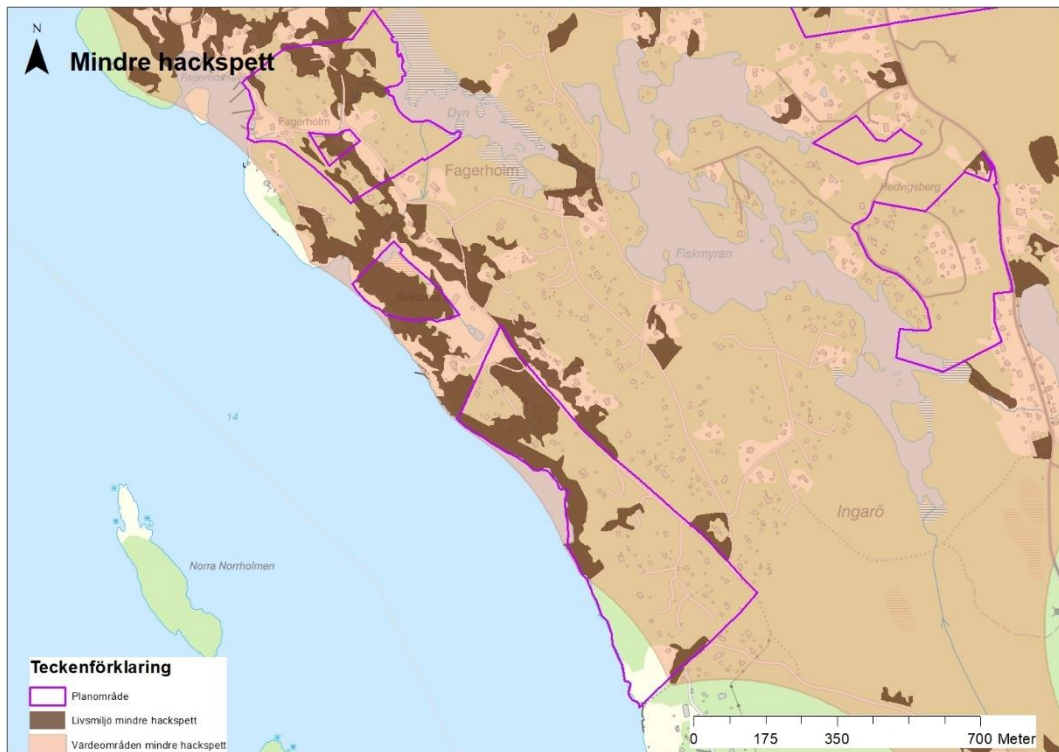 N
Mindre hackspett
Fagerholm
Dyn
Fagerholm
Hedvigsberg
Fiskmyran
14
Ingarö
Norra Norrholmen
Teckenförklaring
Planområde
Livsmiljö mindre hackspett
Värdeområden mindre hackspett
0 175 350 700 Meter